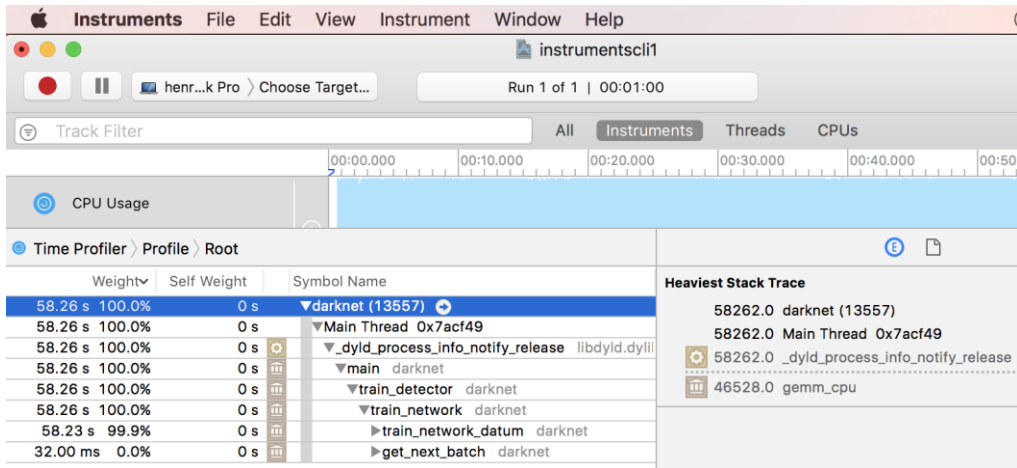 Instruments File Edit View Instrument Window Help
instrumentscli1
henr...k Pro 〉Choose Target... Run 1 of 1 | 00:01:00
Track Filter All Instruments Threads CPUs
00:00.000 00:10.000 00:20.000 00:30.000 00:40.000 00:50
CPU Usage
Time Profiler 〉Profile 〉Root
Weight Self Weight Symbol Name
58.26 s 100.0% 0 s darknet (13557)
58.26 s 100.0% 0 s Main Thread 0x7acf49
58.26 s 100.0% 0 s _dyld_process_info_notify_release libdyld.dylil
58.26 s 100.0% 0 s main darknet
58.26 s 100.0% 0 s train_detector darknet
58.26 s 100.0% 0 s train_network darknet
58.23 s 99.9% 0 s train_network_datum darknet
32.00 ms 0.0% 0 s get_next_batch darknet
E
Heaviest Stack Trace
58262.0 darknet (13557)
58262.0 Main Thread 0x7acf49
58262.0 _dyld_process_info_notify_release
46528.0 gemm_cpu